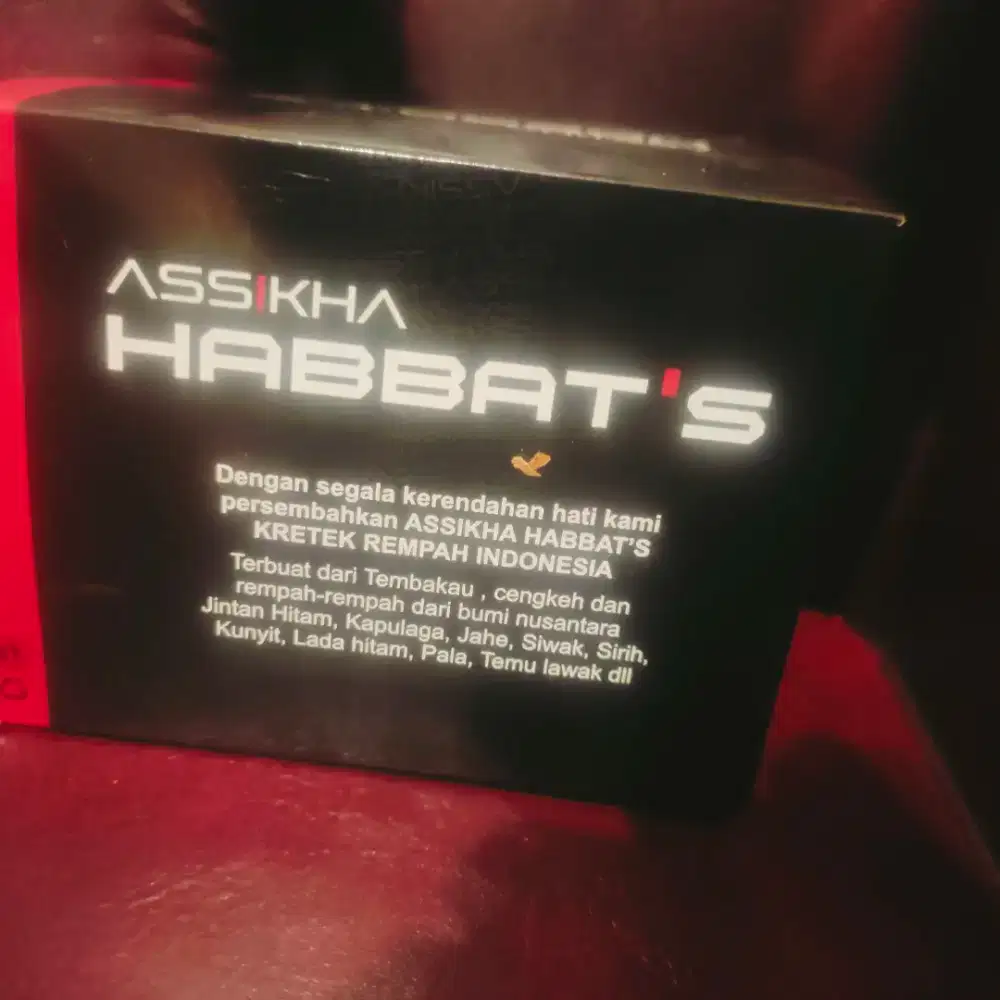 ASSIKHA
HABBAT'S
Dengan segala kerendahan hati kami
persembahkan ASSIKHA HABBAT'S
KRETEK REMPAH INDONESIA
Terbuat dari Tembakau , cengkeh dan
rempah-rempah dari bumi nusantara
Jintan Hitam, Kapulaga, Jahe, Siwak, Sirih,
Kunyit, Lada hitam, Pala, Temu lawak dll